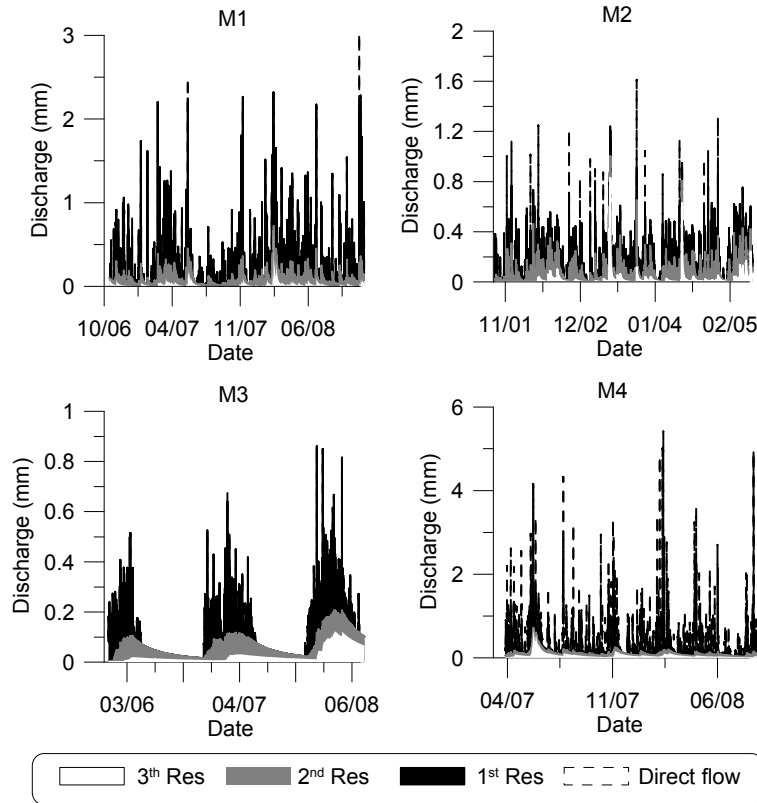 M1
M2
3
2
1
0
Discharge (mm)
10/06 04/07 11/07 06/08
Date
2
1.6
1.2
0.8
0.4
0
Discharge (mm)
11/01 12/02 01/04 02/05
Date
M3
M4
1
0.8
0.6
0.4
0.2
0
Discharge (mm)
03/06 04/07 06/08
Date
6
4
2
0
Discharge (mm)
04/07 11/07 06/08
Date
3th Res 2nd Res 1st Res Direct flow